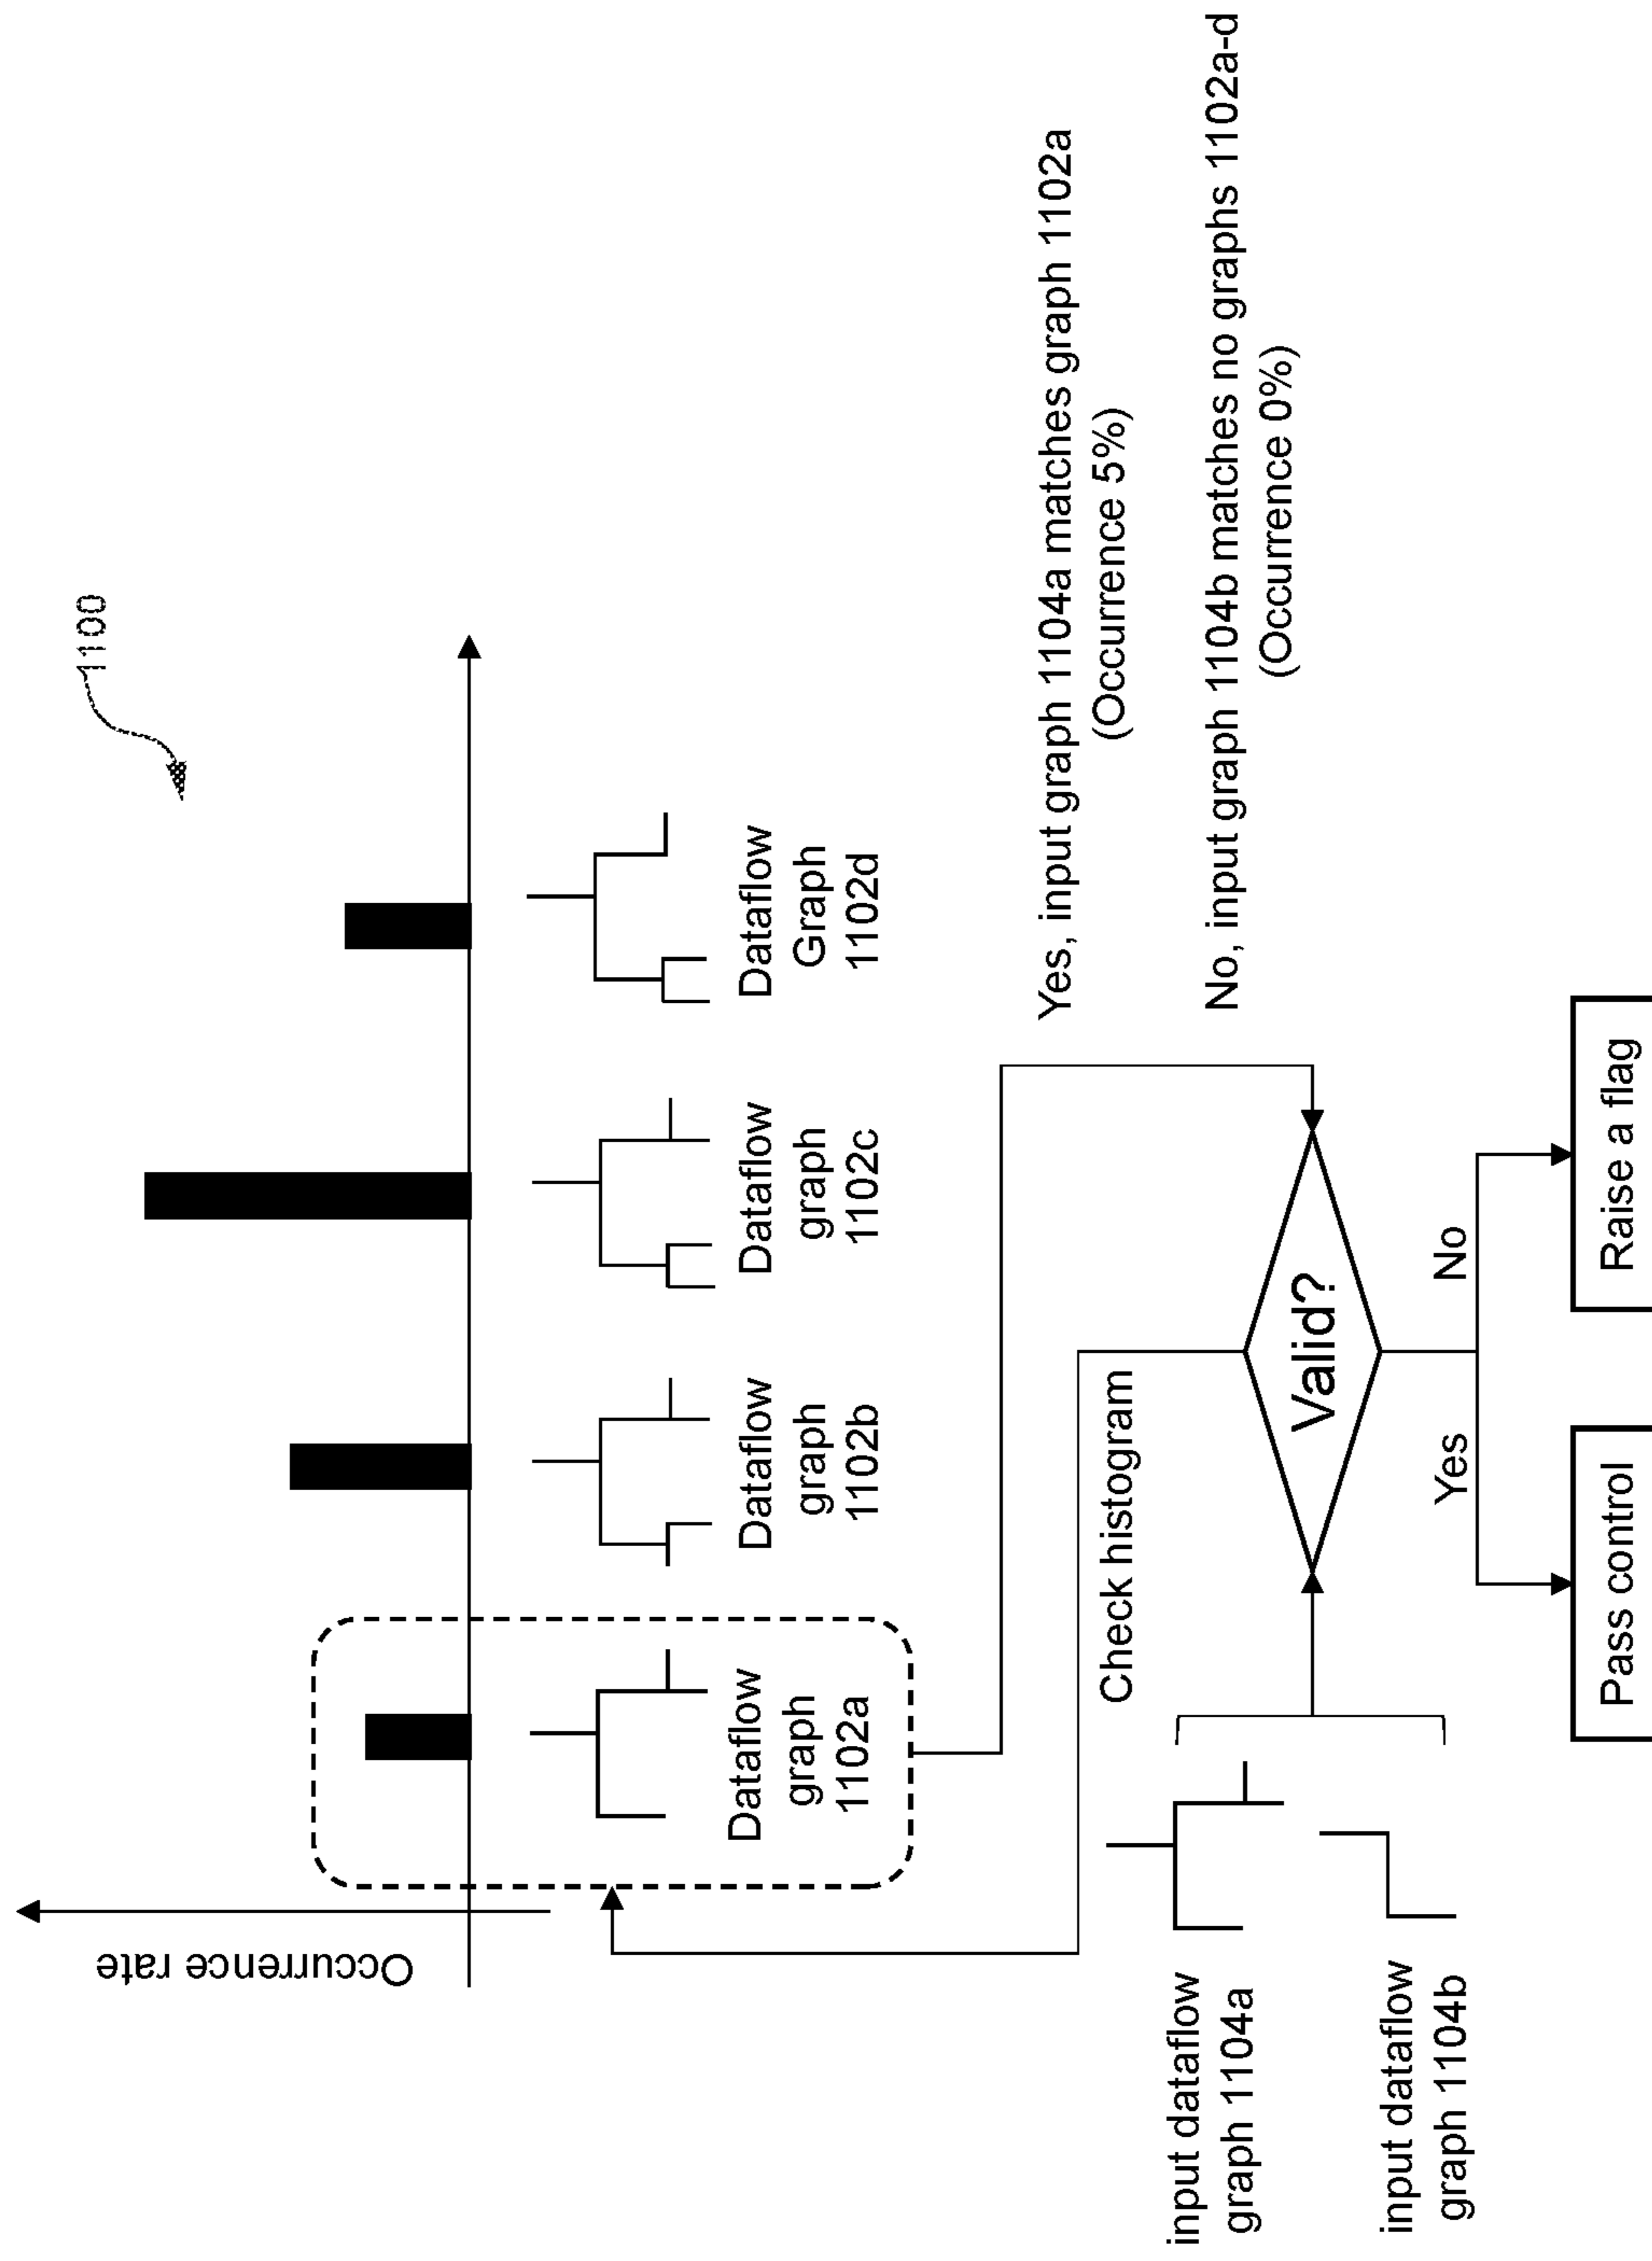 1100
Occurrence rate
Dataflow
graph
1102a
Dataflow
graph
1102b
Dataflow
graph
1102c
Dataflow
Graph
1102d
Yes, input graph 1104a matches graph 1102a
(Occurrence 5%)
No, input graph 1104b matches no graphs 1102a-d
(Occurrence 0%)
Check histogram
input dataflow
graph 1104a
input dataflow
graph 1104b
Valid?
Yes
No
Pass control
Raise a flag